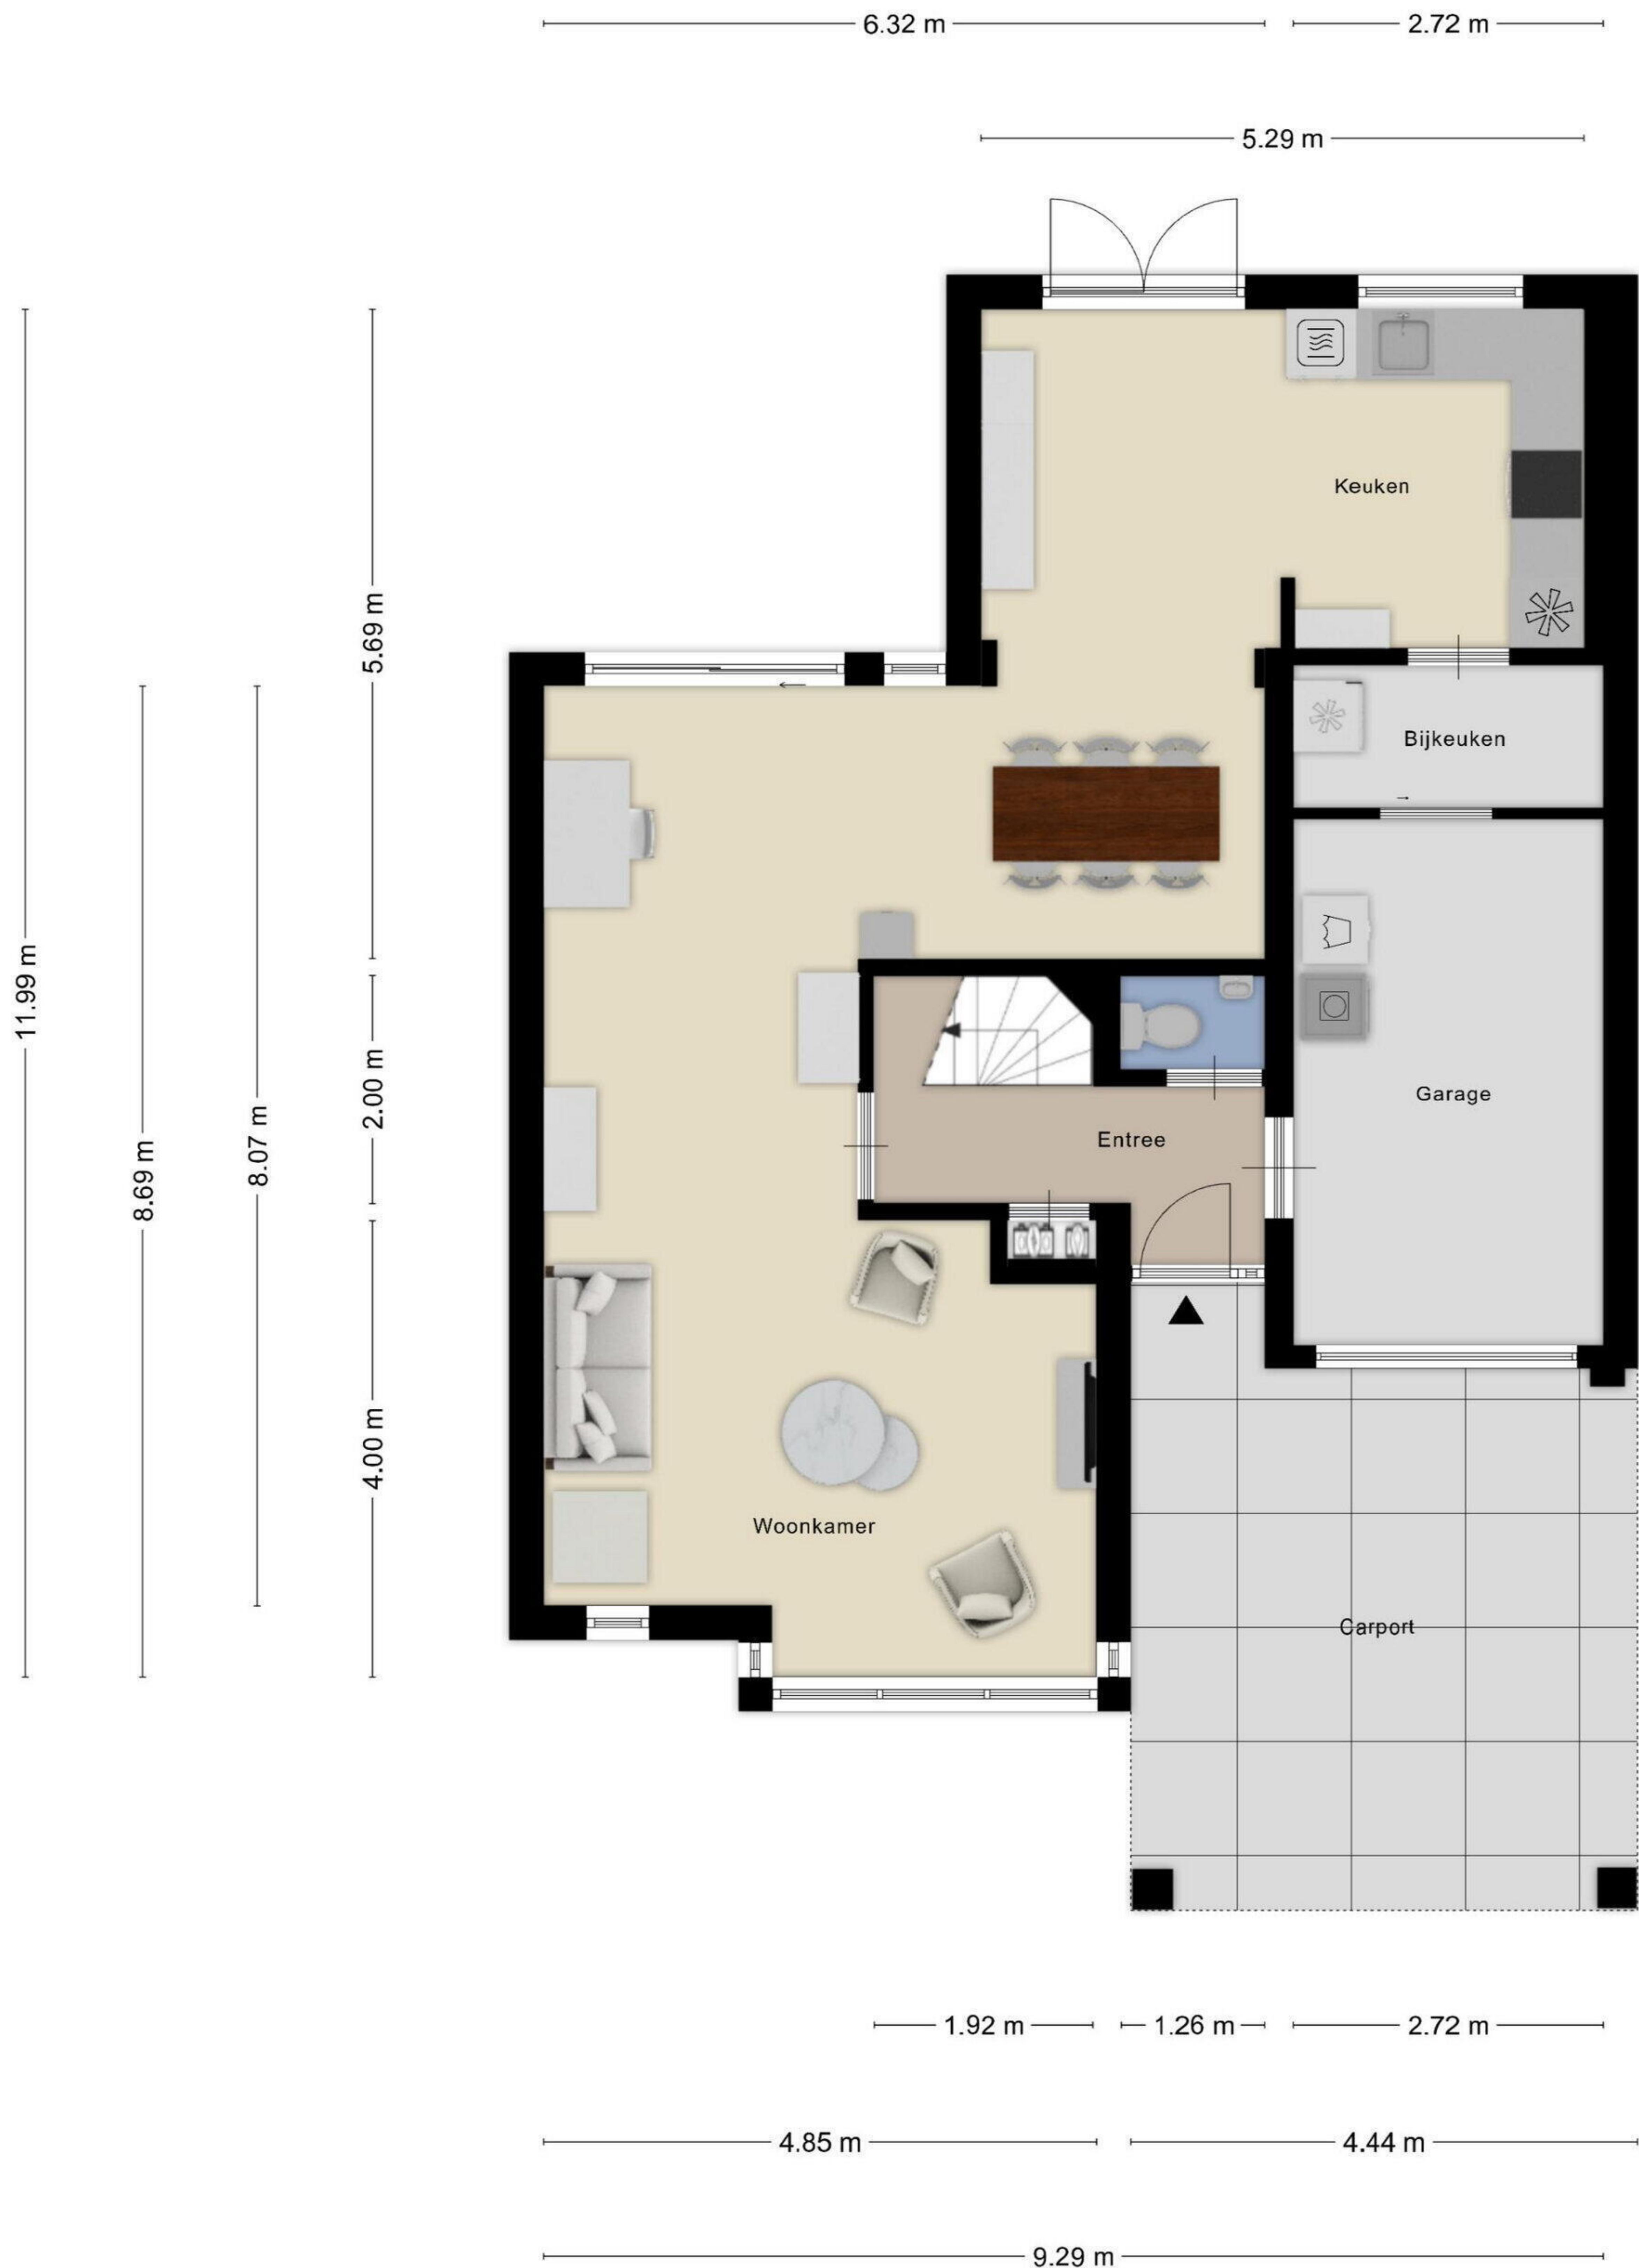 6.32 m
2.72 m
5.29 m
Keuken
5.69 m
Bijkeuken
11.99 m
2.00 m
Garage
8.07 m
Entree
8.69 m
4.00 m
Woonkamer
Carport
1.92 m
1.26 m
2.72 m
4.85 m
4.44 m
9.29 m